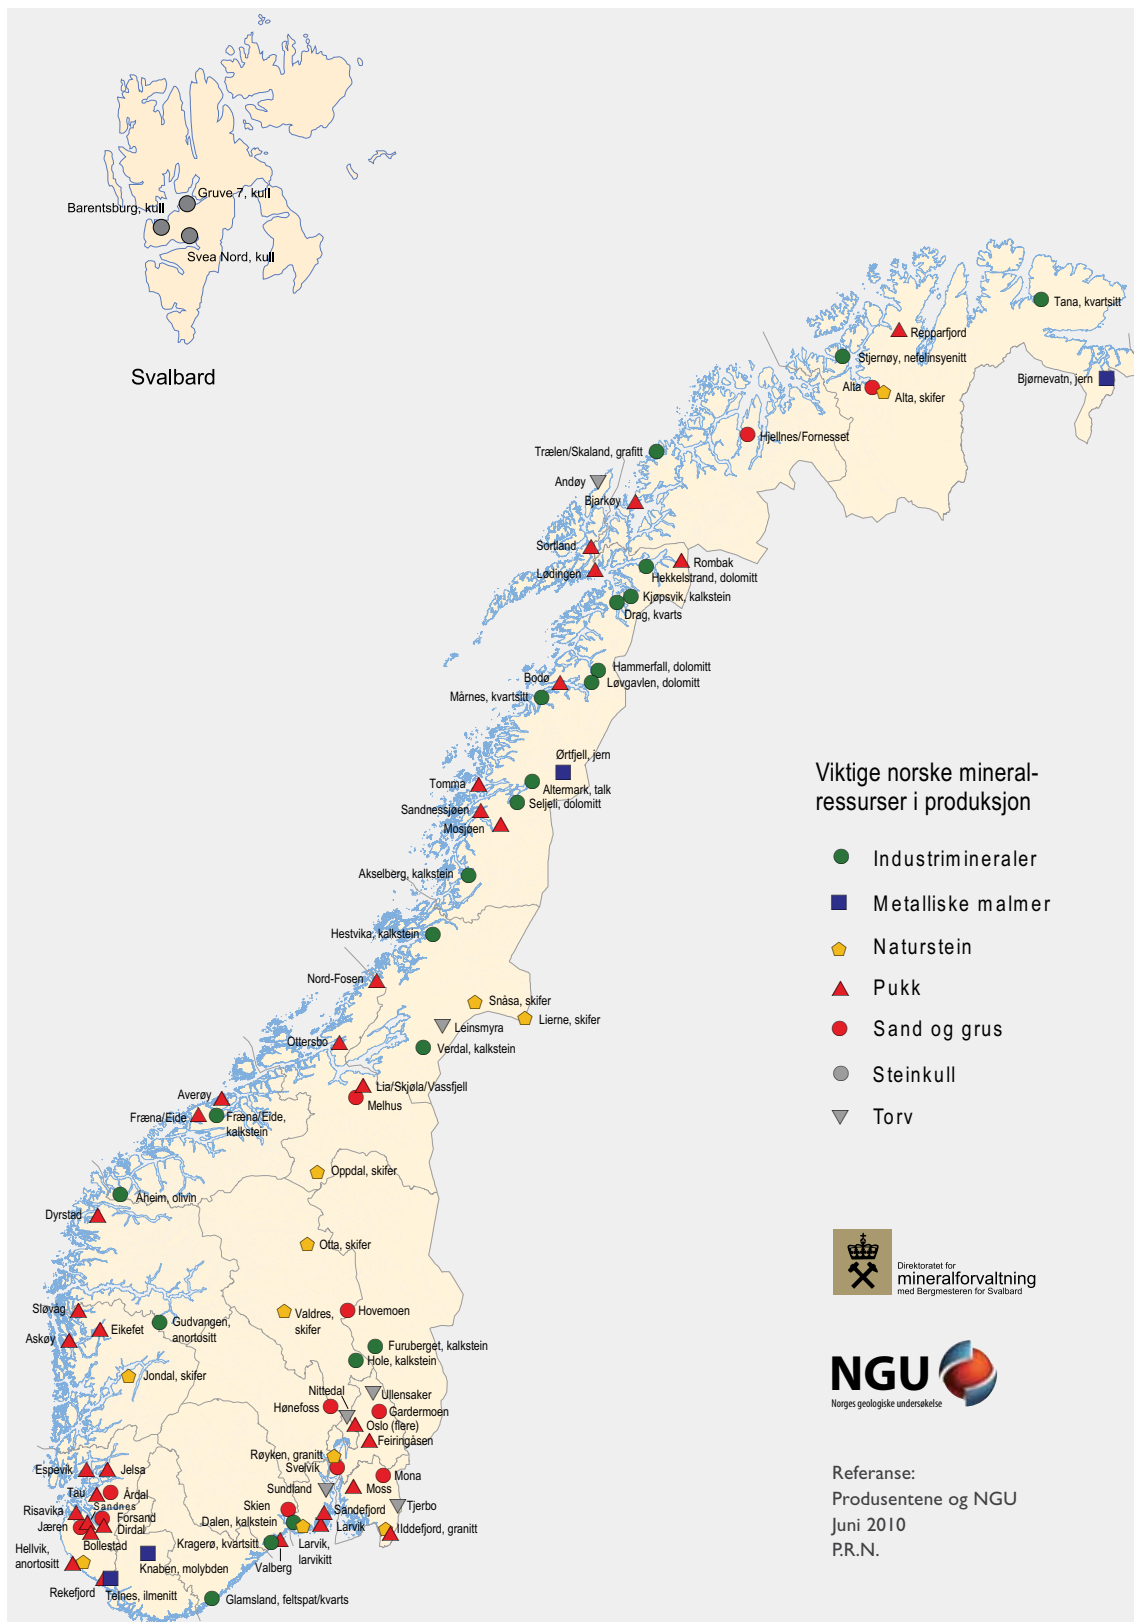 Gruve 7, kull
Barentsburg, kull
Svea Nord, kull
Svalbard
Tana, kvartsitt
Repparfjord
Stjernøy, nefelinsyenitt
Bjørnevatn, jern
Alta
Alta, skifer
Hjellnes/Fornesset
Trælen/Skaland, grafitt
Andøy
Bjarkøy
Sortland
Rombak
Lødingen
Hekkelstrand, dolomitt
Kjøpsvik, kalkstein
Drag, kvarts
Hammerfall, dolomitt
Bodø
Løvgavlen, dolomitt
Mårnes, kvartsitt
Ørtfjell, jern
Tomma
Altermark, talk
Sandnessjøen
Seljeli, dolomitt
Mosjøen
Akselberg, kalkstein
Hestvika, kalkstein
Nord-Fosen
Snåsa, skifer
Lierne, skifer
Leinsmyra
Ottersbo
Verdal, kalkstein
Lia/Skjøla/Vassfjell
Averøy
Melhus
Fræna/Eide
Fræna/Eide,
kalkstein
Oppdal, skifer
Åheim, olivin
Dyrstad
Otta, skifer
Sløvåg
Valdres,
skifer
Hovemoen
Gudvangen,
anortositt
Eikefet
Askøy
Furuberget, kalkstein
Hole, kalkstein
Jondal, skifer
Nittedal
Ullensaker
Hønefoss
Gardermoen
Oslo (flere)
Feiringåsen
Røyken, granitt
Svelvik
Espevik
Jelsa
Mona
Moss
Sundland
Tau
Årdal
Sandnes
Risavika
Forsand
Skien
Sandefjord
Tjerbo
Jæren
Dirdal
Dalen, kalkstein
Larvik
Iddefjord, granitt
Bollestad
Kragerø, kvartsitt
Larvik,
larvikitt
Hellvik,
anortositt
Knaben, molybden
Valberg
Rekefjord
Telnes, ilmenitt
Glamsland, feltspat/kvarts
Viktige norske mineral-
ressurser i produksjon
Industrimineraler
Metalliske malmer
Naturstein
Pukk
Sand og grus
Steinkull
Torv
Direktoratet for
mineralforvaltning
med Bergmesteren for Svalbard
NGU
Norges geologiske undersøkelse
Referanse:
Produsentene og NGU
Juni 2010
P.R.N.